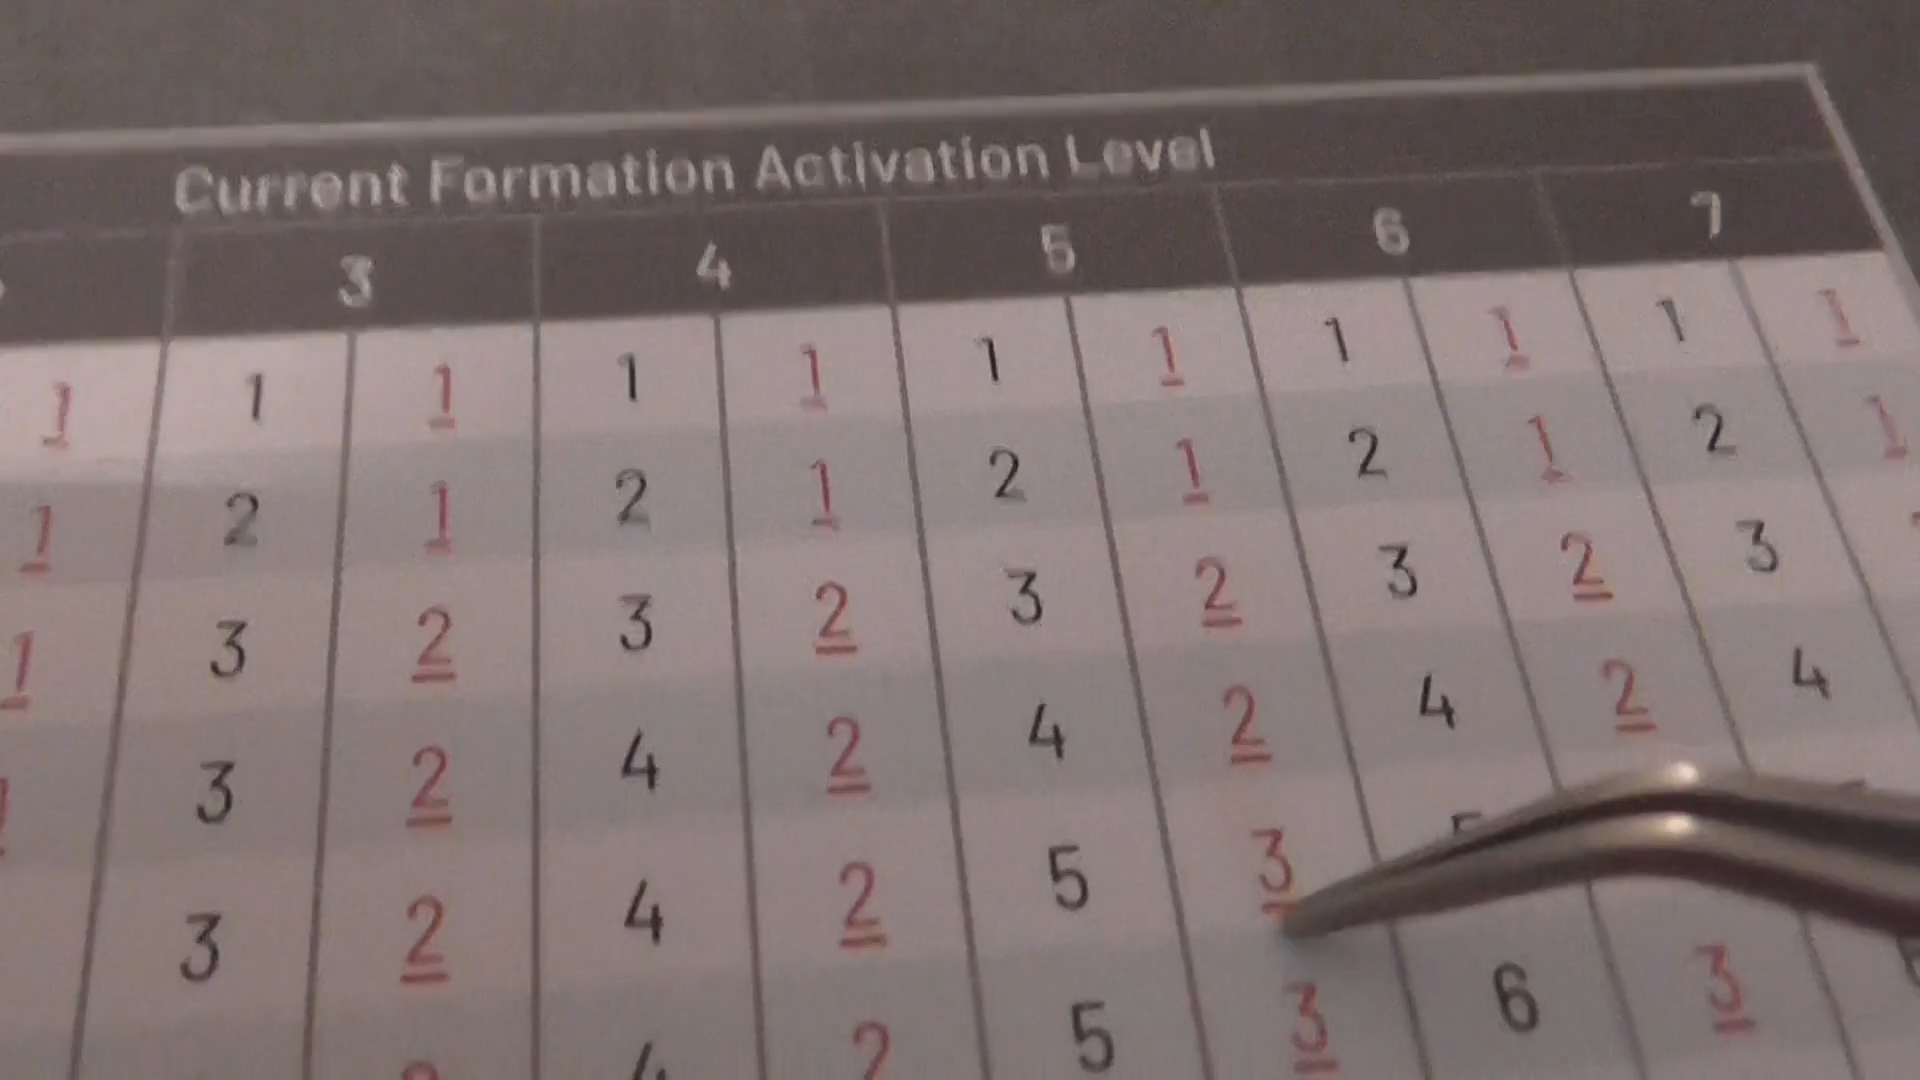 Current Formation Activation Level
3 4 5 6 7
1 1 1 1 1 1 1 1 1 1 1
1 2 1 2 1 2 1 2 1 2 1
1 3 2 3 2 3 2 3 2 3
3 2 4 2 4 2 4 2 4
3 2 4 2 5 3
4 2 5 3 6 3